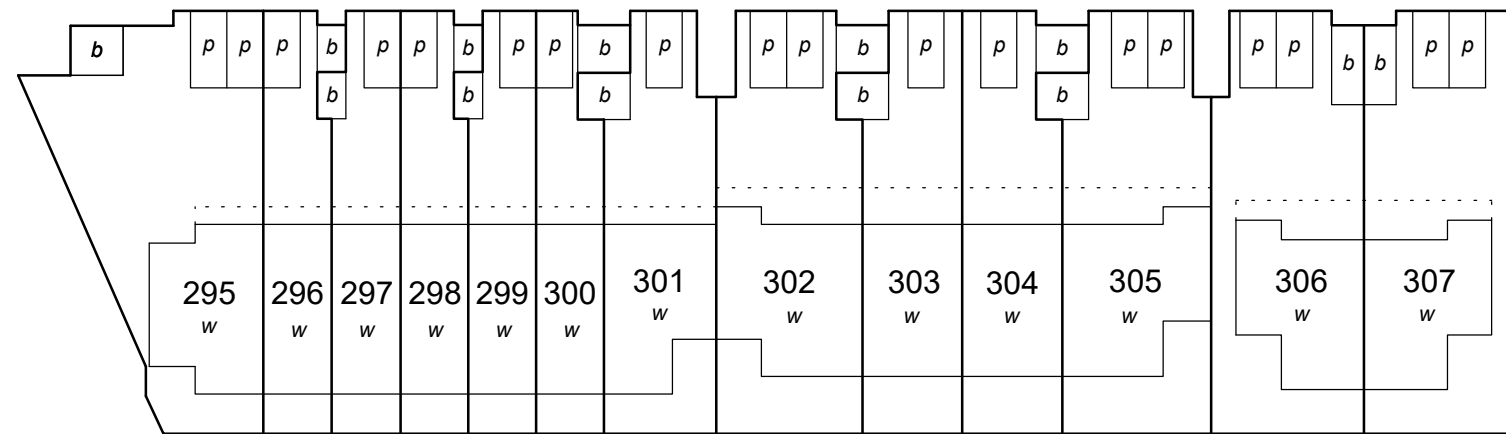 b p p p b p p b p p b p p p b p p b p p p p b b p p
b b b b b
295 296 297 298 299 300 301 302 303 304 305 306 307
w w w w w w w w w w w w w